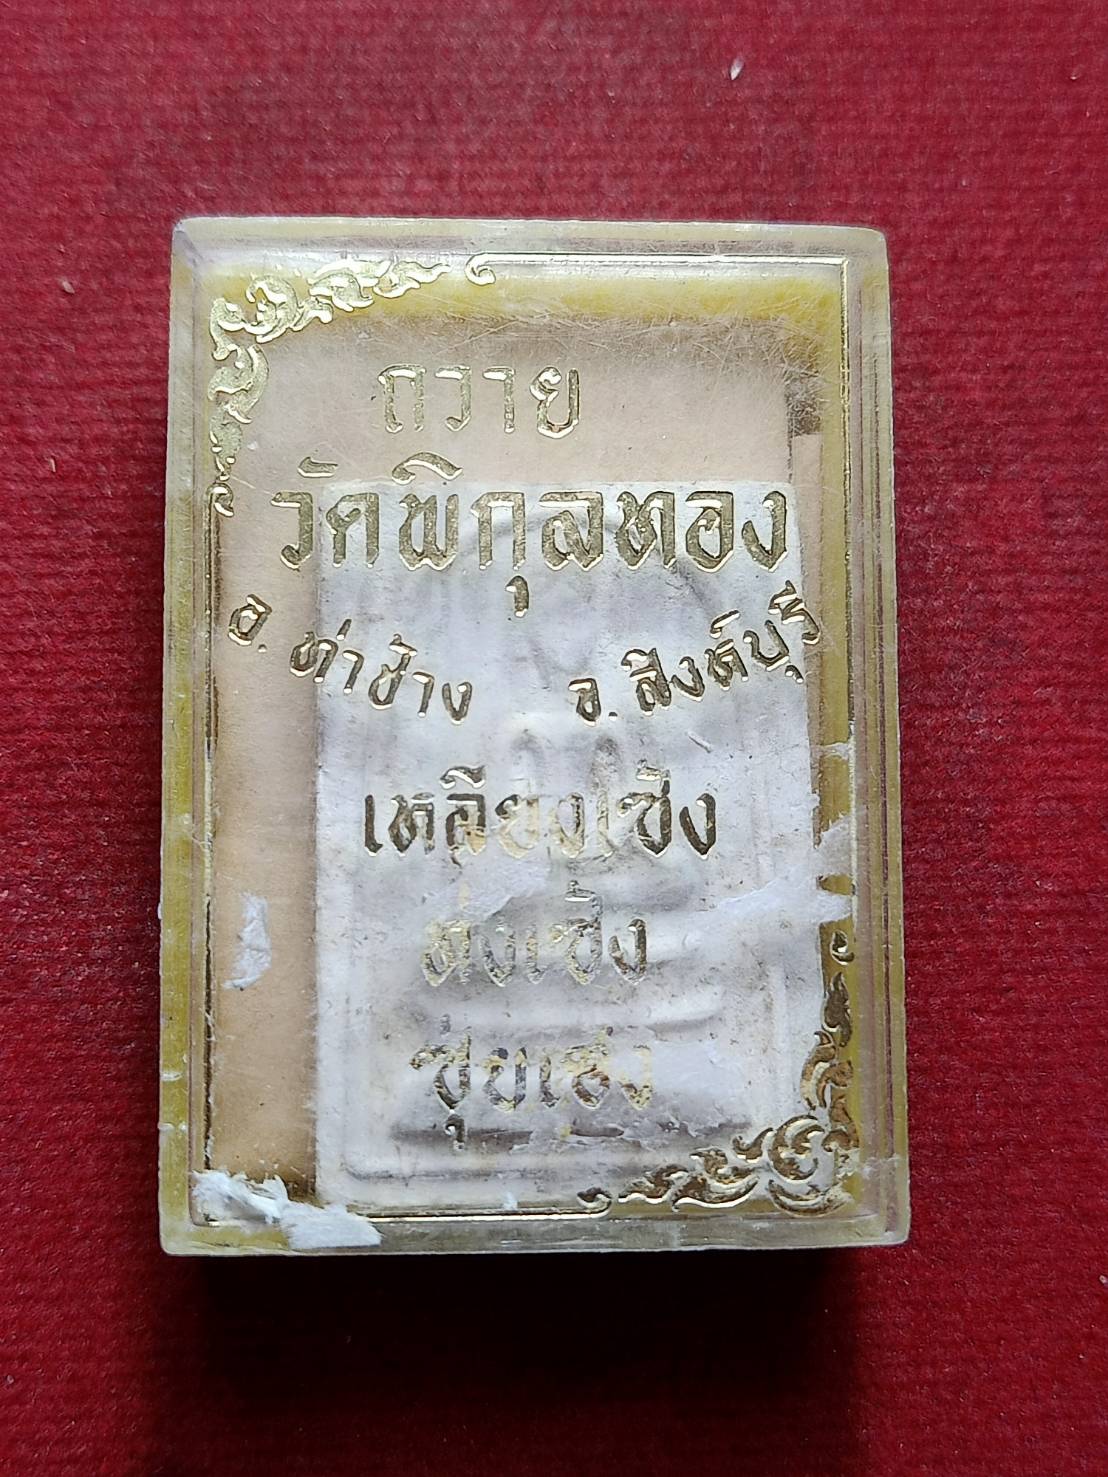 ถวาย
วัดพิกุลทอง
อ. ท่าช้าง จ. สิงห์บุรี
เหลียงเซ้ง
ฮ่งเซ้ง
ซุ่ยเซ่ง